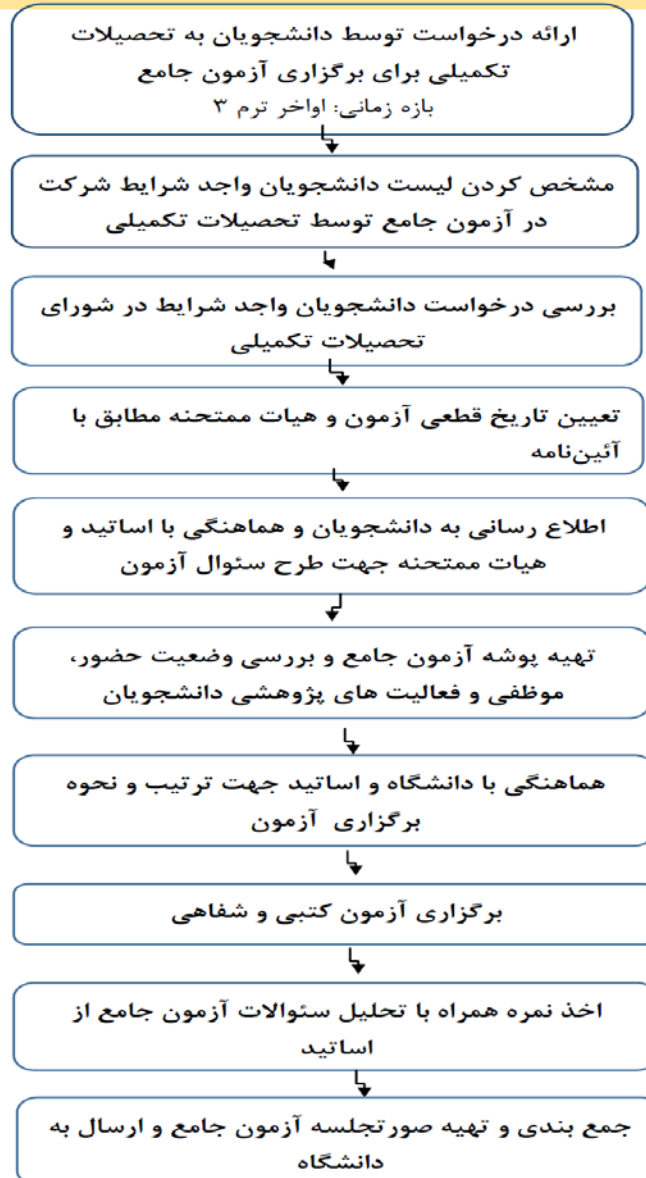 ارائه درخواست توسط دانشجویان به تحصیلات
تکمیلی برای برگزاری آزمون جامع
بازه زمانی: اواخر ترم ۳
مشخص کردن لیست دانشجویان واجد شرایط شرکت
در آزمون جامع توسط تحصیلات تکمیلی
بررسی درخواست دانشجویان واجد شرایط در شورای
تحصیلات تکمیلی
تعیین تاریخ قطعی آزمون و هیات ممتحنه مطابق با
آئین‌نامه
اطلاع رسانی به دانشجویان و هماهنگی با اساتید و
هیات ممتحنه جهت طرح سئوال آزمون
تهیه پوشه آزمون جامع و بررسی وضعیت حضور،
موظفی و فعالیت های پژوهشی دانشجویان
هماهنگی با دانشگاه و اساتید جهت ترتیب و نحوه
برگزاری آزمون
برگزاری آزمون کتبی و شفاهی
اخذ نمره همراه با تحلیل سئوالات آزمون جامع از
اساتید
جمع بندی و تهیه صورتجلسه آزمون جامع و ارسال به
دانشگاه